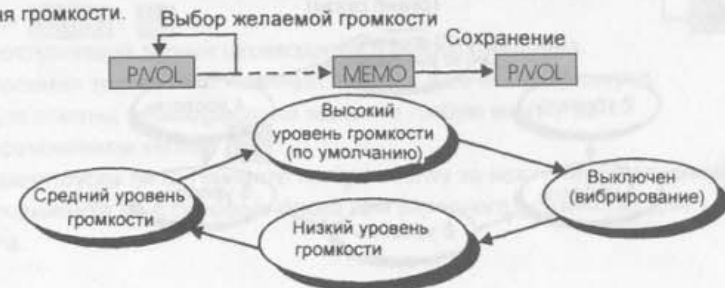 ня громкости.
Выбор желаемой громкости
Сохранение
P/VOL
MEMO
P/VOL
Высокий
уровень громкости
(по умолчанию)
Средний уровень
громкости
Выключен
(вибрирование)
Низкий уровень
громкости